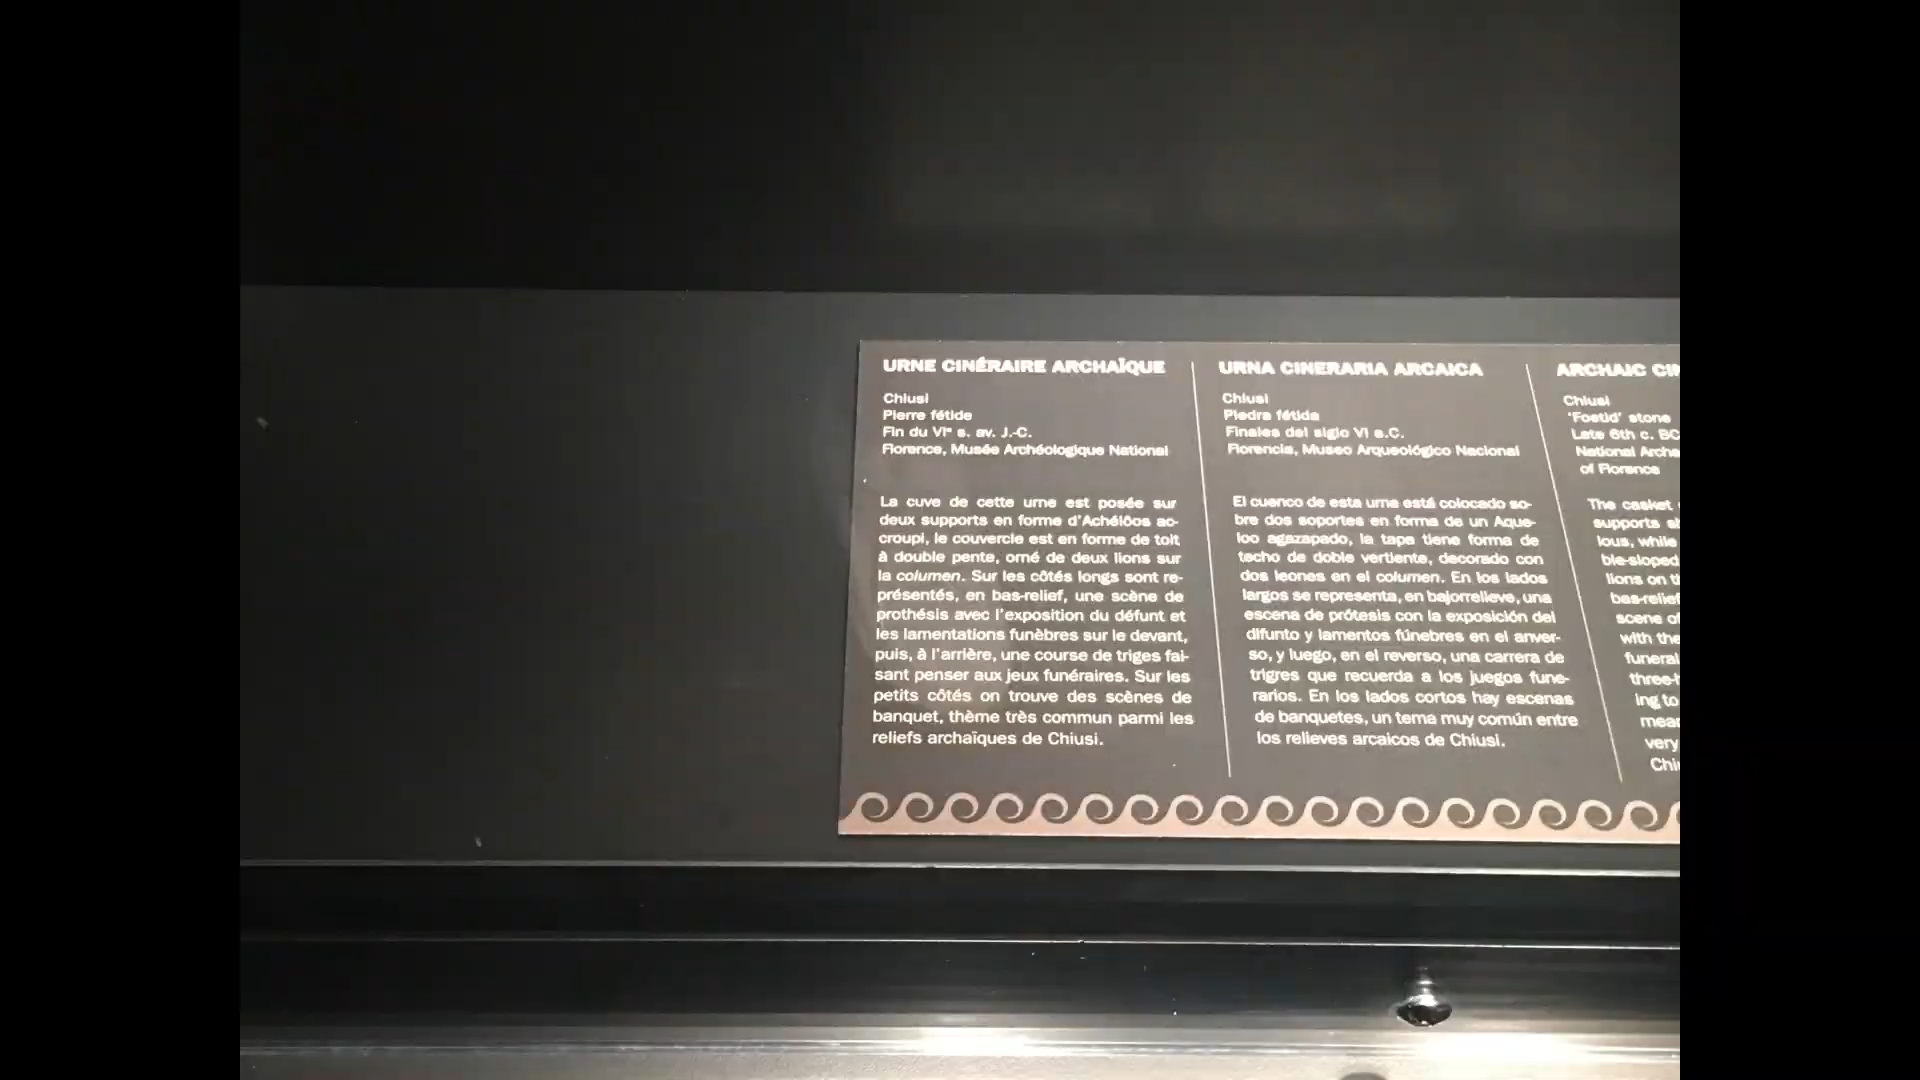 URNE CINÉRAIRE ARCHAÏQUE
Chiusi
Pierre fétide
Fin du VIᵉ s. av. J.-C.
Florence, Musée Archéologique National
La cuve de cette urne est posée sur
deux supports en forme d'Achélôos ac-
croupi, le couvercle est en forme de toit
à double pente, orné de deux lions sur
la columen. Sur les côtés longs sont re-
présentés, en bas-relief, une scène de
prothésis avec l'exposition du défunt et
les lamentations funèbres sur le devant,
puis, à l'arrière, une course de triges fai-
sant penser aux jeux funéraires. Sur les
petits côtés on trouve des scènes de
banquet, thème très commun parmi les
reliefs archaïques de Chiusi.
URNA CINERARIA ARCAICA
Chiusi
Piedra fétida
Finales del siglo VI a.C.
Florencia, Museo Arqueológico Nacional
El cuenco de esta urna está colocado so-
bre dos soportes en forma de un Aque-
loo agazapado, la tapa tiene forma de
techo de doble vertiente, decorado con
dos leones en el columen. En los lados
largos se representa, en bajorrelieve, una
escena de prótesis con la exposición del
difunto y lamentos fúnebres en el anver-
so, y luego, en el reverso, una carrera de
trigres que recuerda a los juegos fune-
rarios. En los lados cortos hay escenas
de banquetes, un tema muy común entre
los relieves arcaicos de Chiusi.
ARCHAIC CIN
Chiusi
'Foetid' stone
Late 6th c. BC
National Archa
of Florence
The casket
supports sh
lous, while
ble-sloped
lions on th
bas-relief
scene of
with the
funeral
three-h
ing to
mean
very
Chi